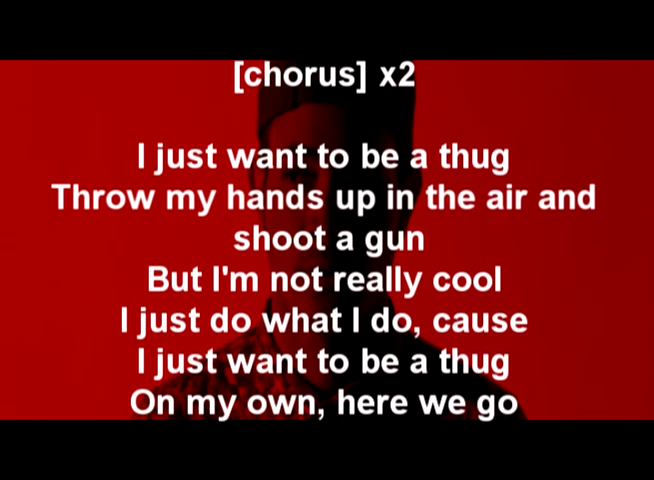 [chorus] x2
I just want to be a thug
Throw my hands up in the air and
shoot a gun
But I'm not really cool
I just do what I do, cause
I just want to be a thug
On my own, here we go